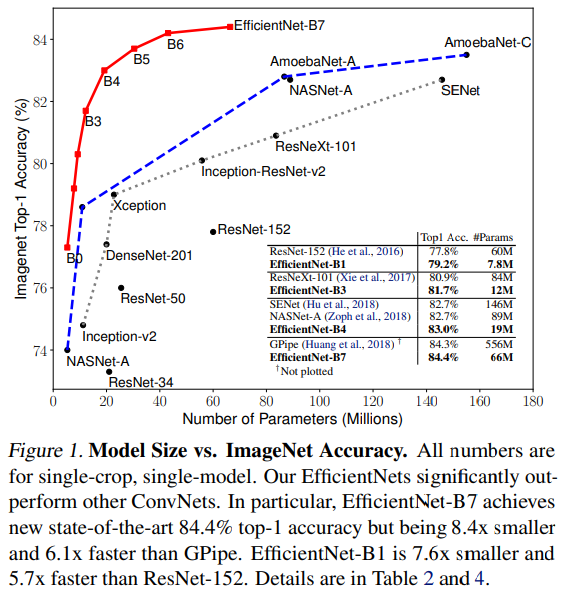 EfficientNet-B7
84
B6
AmoebaNet-C
B5
AmoebaNet-A
B4
NASNet-A
SENet
82
B3
ResNeXt-101
80
Inception-ResNet-v2
Xception
ResNet-152
78
B0
DenseNet-201
ResNet-50
76
Inception-v2
74
NASNet-A
ResNet-34
Imagenet Top-1 Accuracy (%)
Top1 Acc. #Params
ResNet-152 (He et al., 2016) 77.8% 60M
EfficientNet-B1 79.2% 7.8M
ResNeXt-101 (Xie et al., 2017) 80.9% 84M
EfficientNet-B3 81.7% 12M
SENet (Hu et al., 2018) 82.7% 146M
NASNet-A (Zoph et al., 2018) 82.7% 89M
EfficientNet-B4 83.0% 19M
GPipe (Huang et al., 2018) † 84.3% 556M
EfficientNet-B7 84.4% 66M
†Not plotted
0 20 40 60 80 100 120 140 160 180
Number of Parameters (Millions)
Figure 1. Model Size vs. ImageNet Accuracy. All numbers are
for single-crop, single-model. Our EfficientNets significantly out-
perform other ConvNets. In particular, EfficientNet-B7 achieves
new state-of-the-art 84.4% top-1 accuracy but being 8.4x smaller
and 6.1x faster than GPipe. EfficientNet-B1 is 7.6x smaller and
5.7x faster than ResNet-152. Details are in Table 2 and 4.